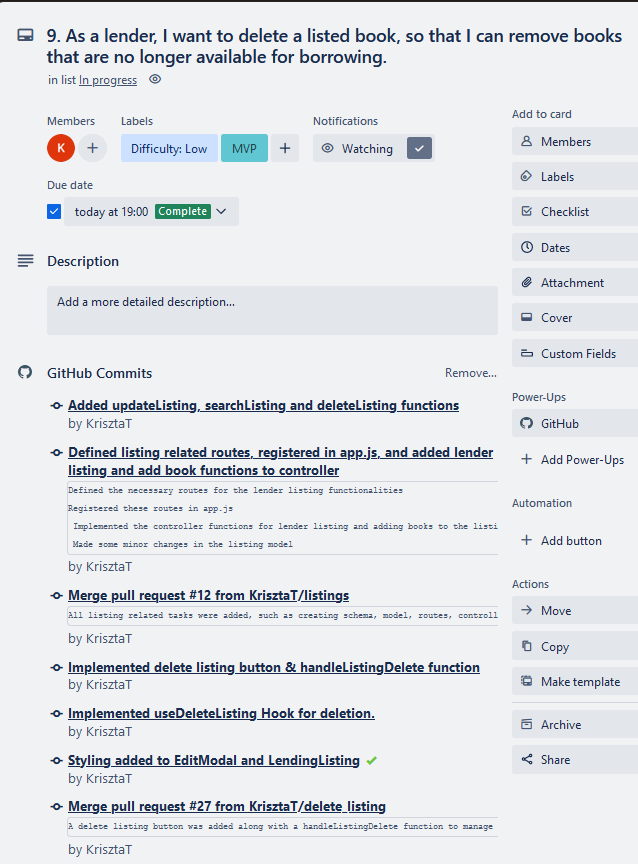 9. As a lender, I want to delete a listed book, so that I can remove books
that are no longer available for borrowing.
in list In progress
Members
Labels
Notifications
K
Difficulty: Low
MVP
Watching
Due date
today at 19:00 Complete
Description
Add a more detailed description...
GitHub Commits
Remove...
Added updateListing, searchListing and deleteListing functions
by KrisztaT
Defined listing related routes, registered in app.js, and added lender
listing and add book functions to controller
Defined the necessary routes for the lender listing functionalities
Registered these routes in app.js
Implemented the controller functions for lender listing and adding books to the listi
Made some minor changes in the listing model
by KrisztaT
Merge pull request #12 from KrisztaT/listings
All listing related tasks were added, such as creating schema, model, routes, controll
by KrisztaT
Implemented delete listing button & handleListingDelete function
by KrisztaT
Implemented useDeleteListing Hook for deletion.
by KrisztaT
Styling added to EditModal and LendingListing
by KrisztaT
Merge pull request #27 from KrisztaT/delete_listing
A delete listing button was added along with a handleListingDelete function to manage
by KrisztaT
Add to card
Members
Labels
Checklist
Dates
Attachment
Cover
Custom Fields
Power-Ups
GitHub
Add Power-Ups
Automation
Add button
Actions
Move
Copy
Make template
Archive
Share